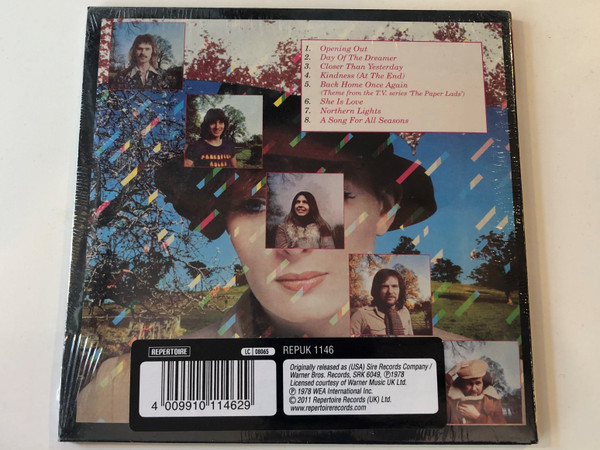 1. Opening Out
2. Day Of The Dreamer
3. Closer Than Yesterday
4. Kindness (At The End)
5. Back Home Once Again
(Theme from the T.V. series 'The Paper Lads')
6. She Is Love
7. Northern Lights
8. A Song For All Seasons
REPERTOIRE
LC 08065
REPUK 1146
4 009910 114629
Originally released as (USA) Sire Records Company /
Warner Bros. Records, SRK 6049, ℗1978
Licensed courtesy of Warner Music UK Ltd.
℗ 1978 WEA International Inc.
© 2011 Repertoire Records (UK) Ltd.
www.repertoirerecords.com